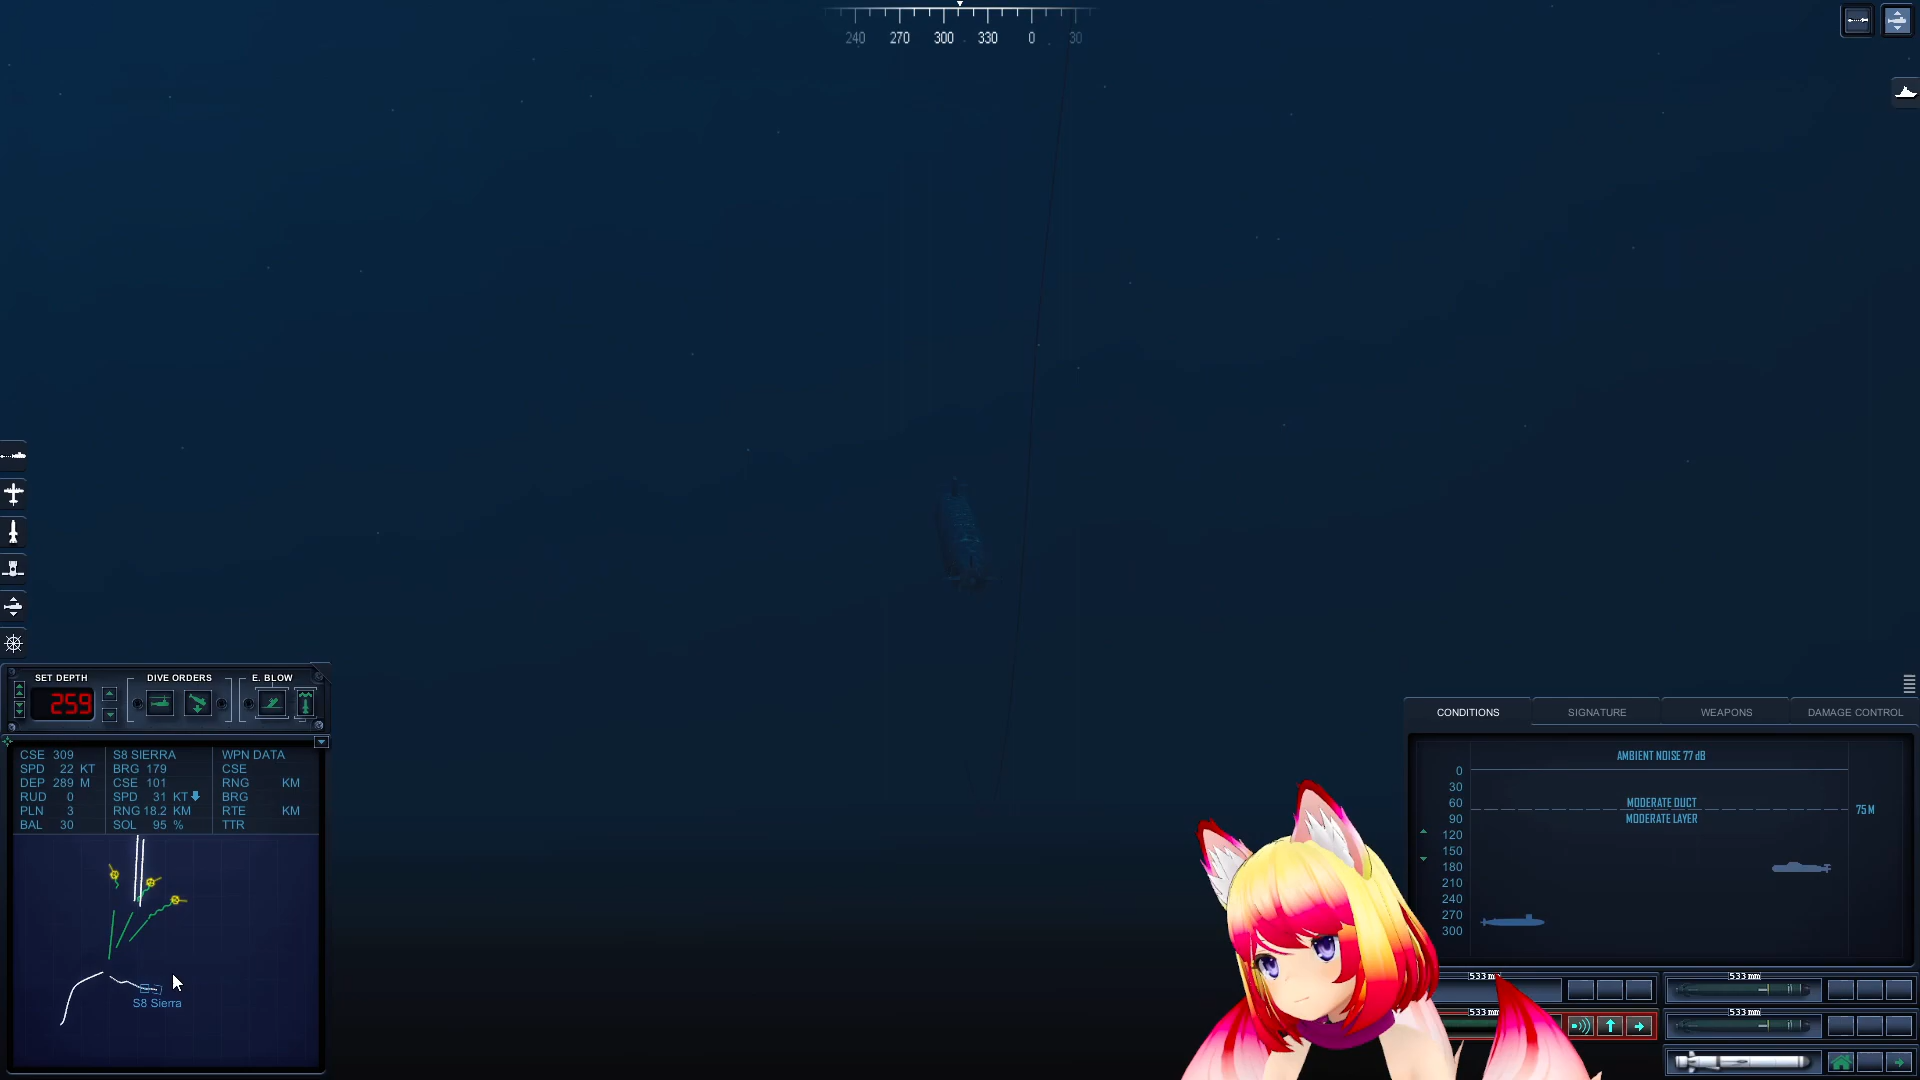 240 270 300 330 0 30
SET DEPTH DIVE ORDERS E. BLOW
259
CSE 309
SPD 22 KT
DEP 289 M
RUD 0
PLN 3
BAL 30
S8 SIERRA
BRG 179
CSE 101
SPD 31 KT
RNG 18.2 KM
SOL 95 %
WPN DATA
CSE
RNG KM
BRG
RTE KM
TTR
S8 Sierra
CONDITIONS SIGNATURE WEAPONS DAMAGE CONTROL
AMBIENT NOISE 77 dB
0
30
60
90
120
150
180
210
240
270
300
MODERATE DUCT
MODERATE LAYER
75 M
533 mm
533 mm
533 mm